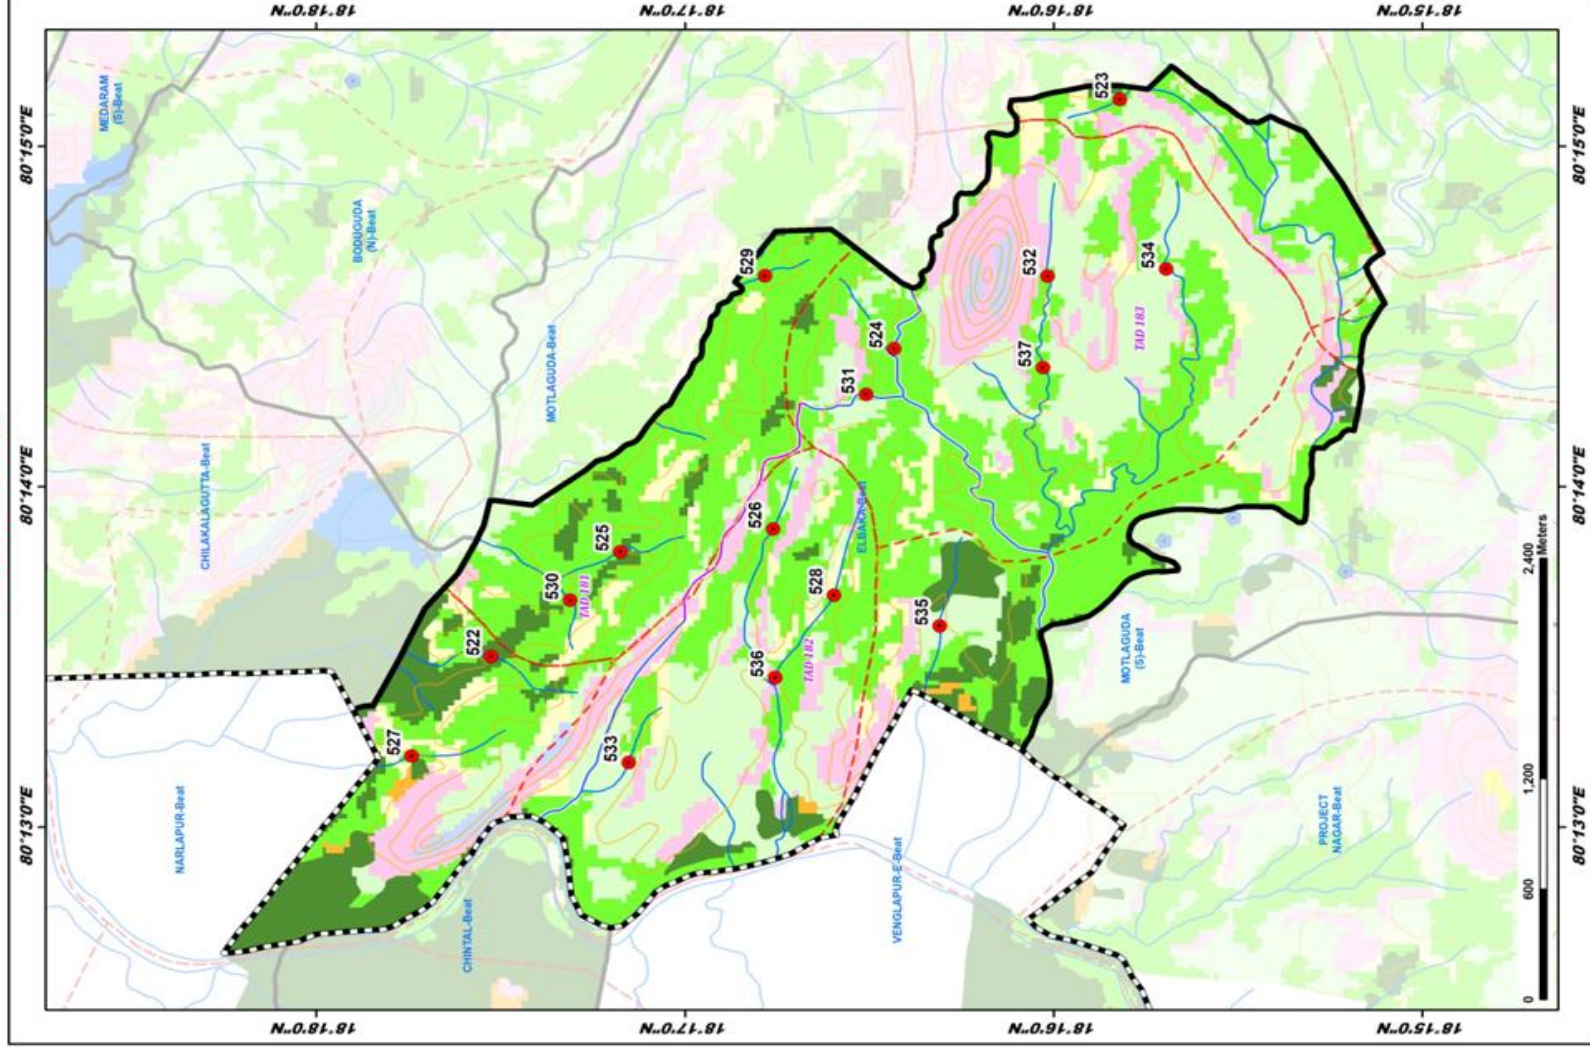 18°18'0"N
18°17'0"N
18°16'0"N
18°15'0"N
80°15'0"E
80°14'0"E
80°13'0"E
MEDARAM
(S)-Beat
BODUGUDA
(N)-Beat
MOTLAGUDA-Beat
CHILAKALAGUTTA-Beat
NARLAPUR-Beat
CHINTAL-Beat
VENGLAPUR-E-Beat
ELBAKA-Beat
MOTLAGUDA
(S)-Beat
PROJECT
NAGAR-Beat
TAD 181
TAD 182
TAD 183
523
529
532
534
524
537
531
526
525
530
528
535
522
536
527
533
0
600
1,200
2,400
Meters
80°15'0"E
80°14'0"E
80°13'0"E
18°18'0"N
18°17'0"N
18°16'0"N
18°15'0"N